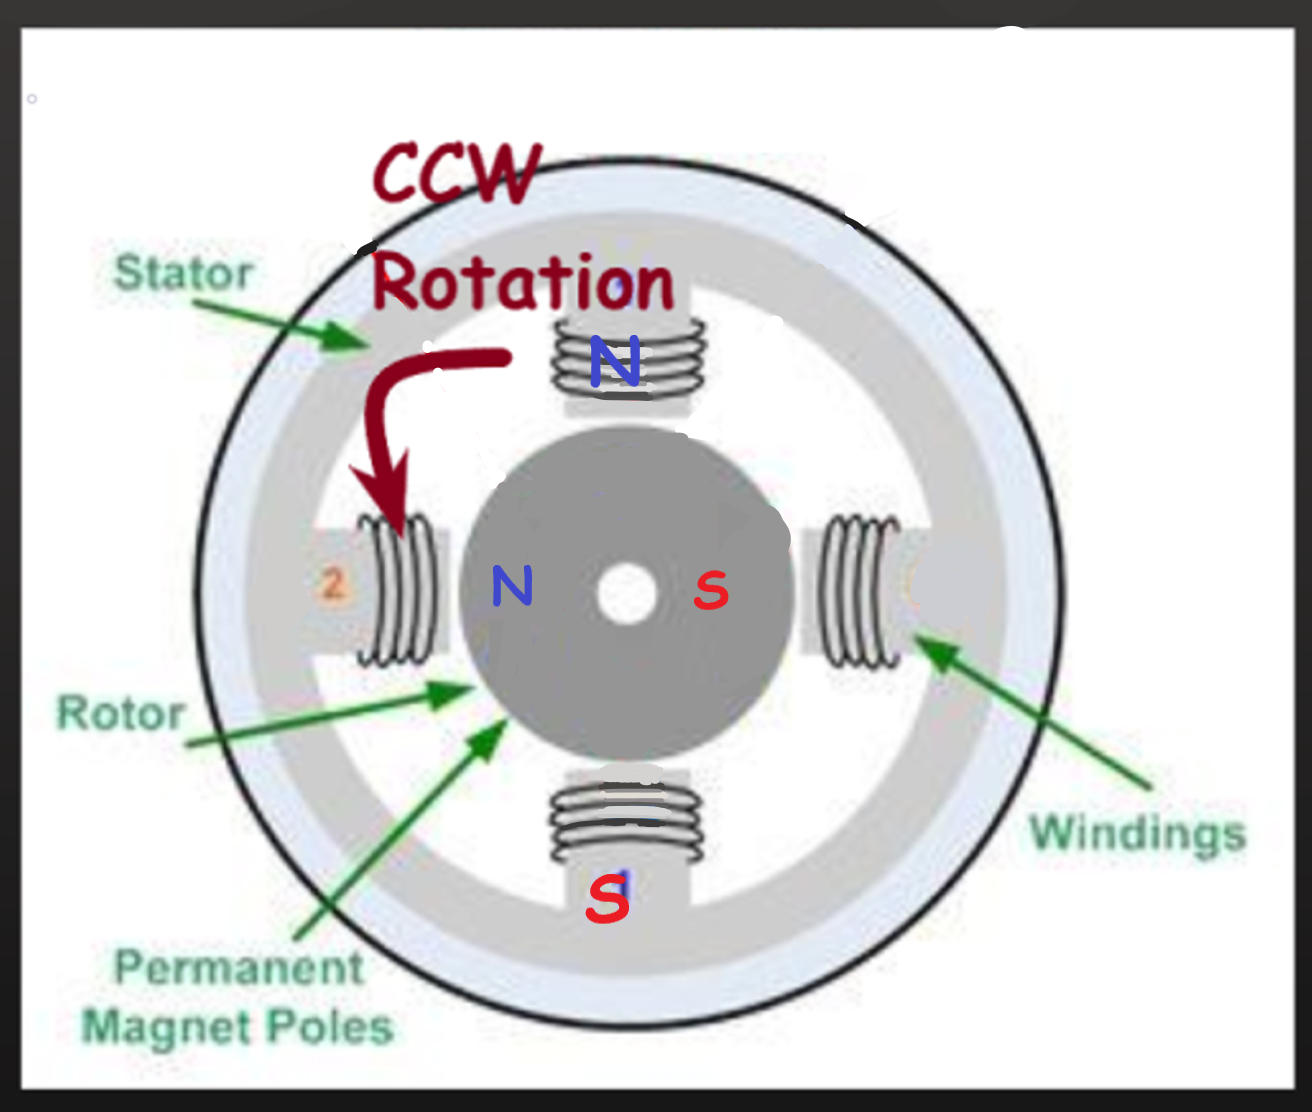 CCW
Stator
Rotation
N
2
N
S
Rotor
Windings
S
Permanent
Magnet Poles